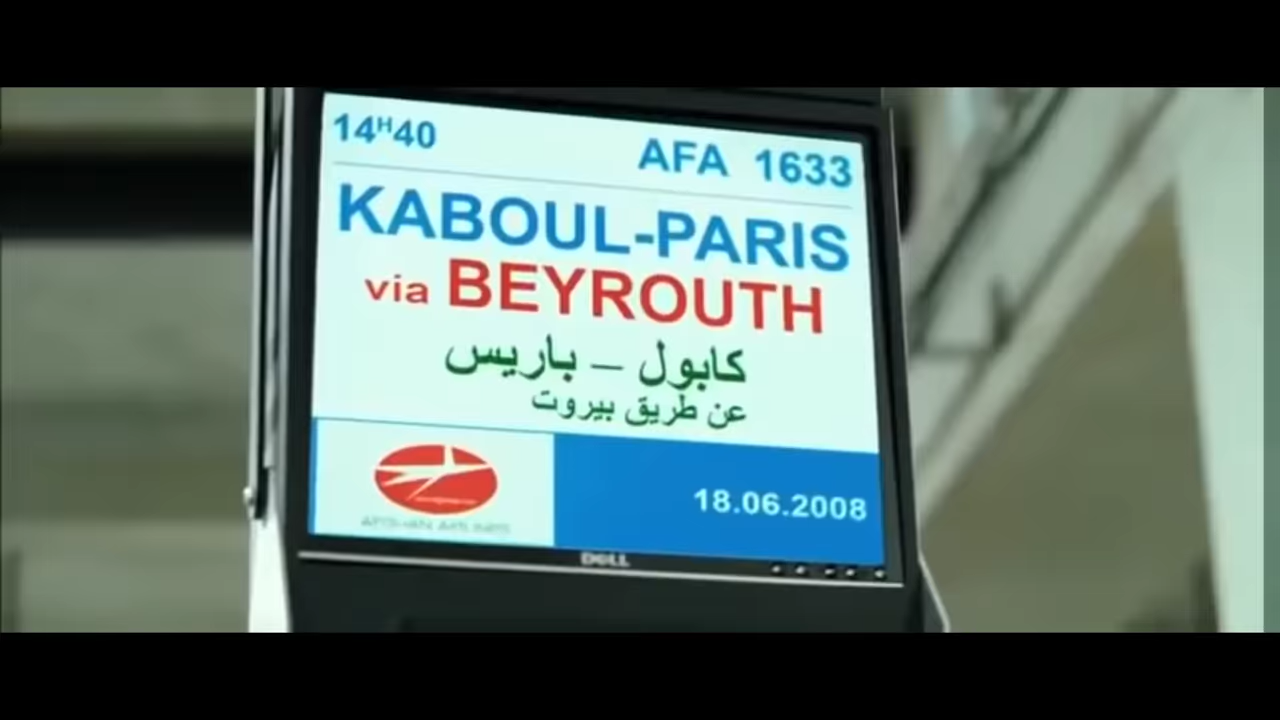 14ᴴ40 AFA 1633
KABOUL-PARIS
via BEYROUTH
كابول – باريس
عن طريق بيروت
18.06.2008
DELL